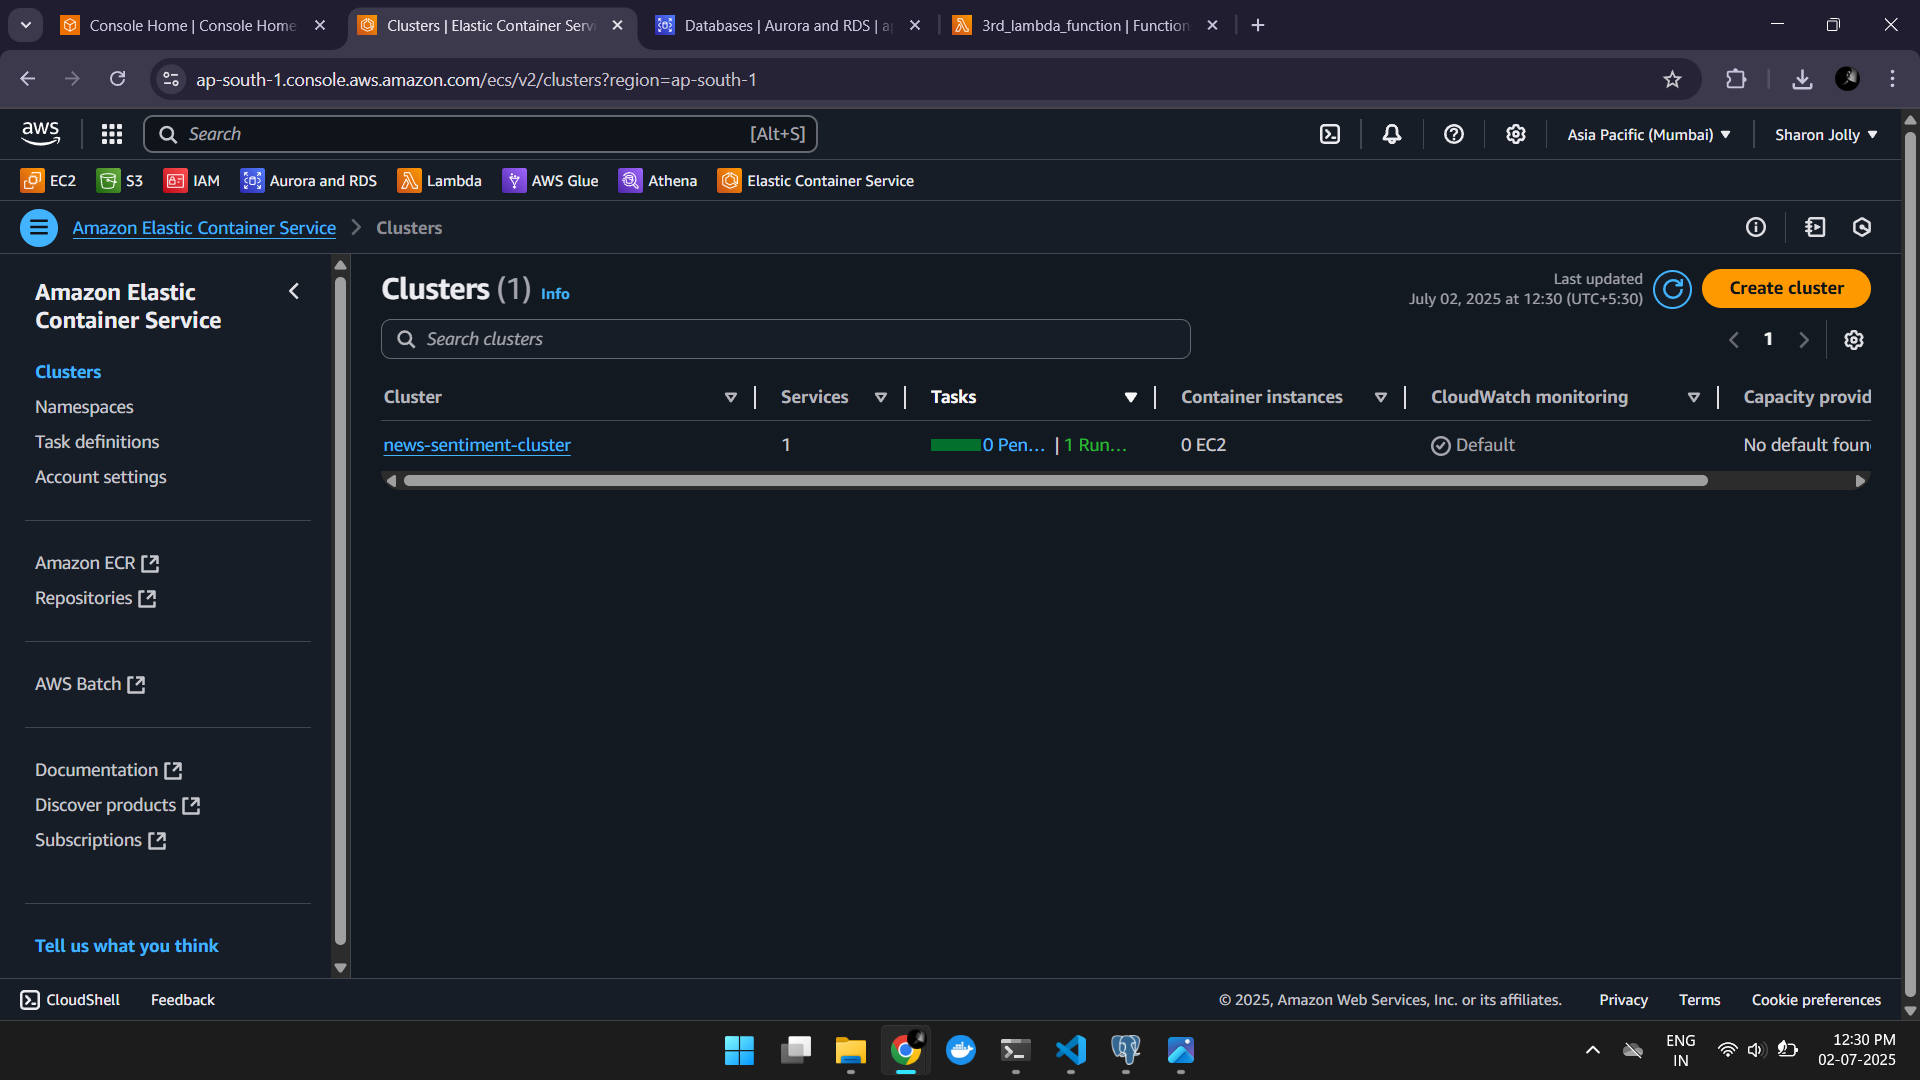 Console Home | Console Home
Clusters | Elastic Container Servi
Databases | Aurora and RDS | a
3rd_lambda_function | Function
ap-south-1.console.aws.amazon.com/ecs/v2/clusters?region=ap-south-1
aws
Search
[Alt+S]
Asia Pacific (Mumbai)
Sharon Jolly
EC2
S3
IAM
Aurora and RDS
Lambda
AWS Glue
Athena
Elastic Container Service
Amazon Elastic Container Service
Clusters
Amazon Elastic
Container Service
Clusters
Namespaces
Task definitions
Account settings
Amazon ECR
Repositories
AWS Batch
Documentation
Discover products
Subscriptions
Tell us what you think
Clusters (1) Info
Last updated
July 02, 2025 at 12:30 (UTC+5:30)
Create cluster
Search clusters
1
Cluster
Services
Tasks
Container instances
CloudWatch monitoring
Capacity provid
news-sentiment-cluster
1
0 Pen... | 1 Run...
0 EC2
Default
No default foun
CloudShell
Feedback
© 2025, Amazon Web Services, Inc. or its affiliates.
Privacy
Terms
Cookie preferences
ENG
IN
12:30 PM
02-07-2025